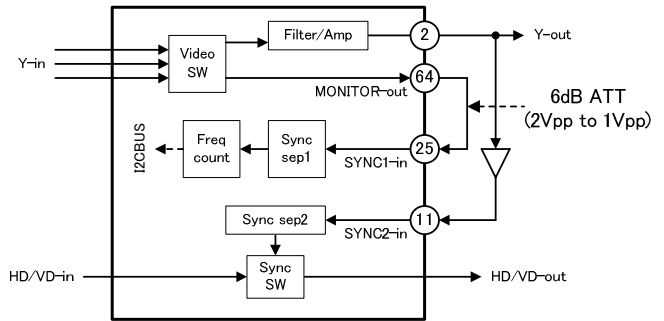 Filter/Amp
2
Y-out
Video
SW
Y-in
64
MONITOR-out
6dB ATT
(2Vpp to 1Vpp)
I2CBUS
Freq
count
Sync
sep1
25
SYNC1-in
Sync sep2
11
SYNC2-in
HD/VD-in
Sync
SW
HD/VD-out